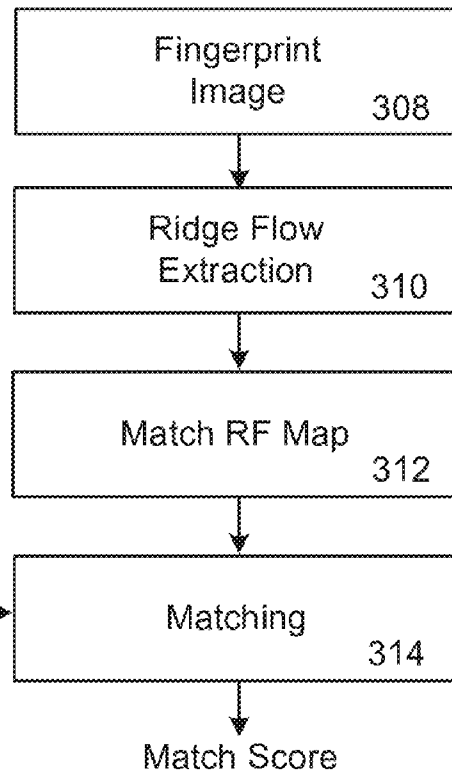 Fingerprint
Image
308
Ridge Flow
Extraction
310
Match RF Map
312
Matching
314
Match Score